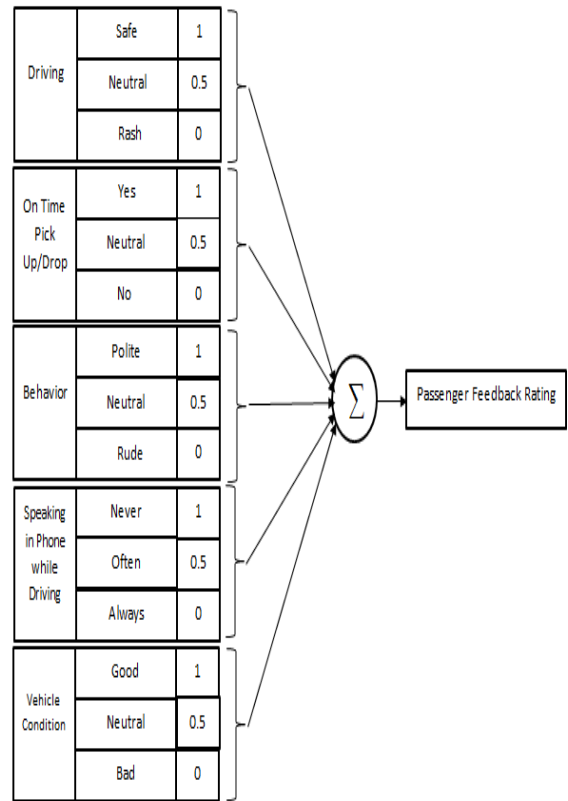 Driving
Safe 1
Neutral 0.5
Rash 0
On Time
Pick
Up/Drop
Yes 1
Neutral 0.5
No 0
Behavior
Polite 1
Neutral 0.5
Rude 0
Speaking
in Phone
while
Driving
Never 1
Often 0.5
Always 0
Vehicle
Condition
Good 1
Neutral 0.5
Bad 0
∑
Passenger Feedback Rating